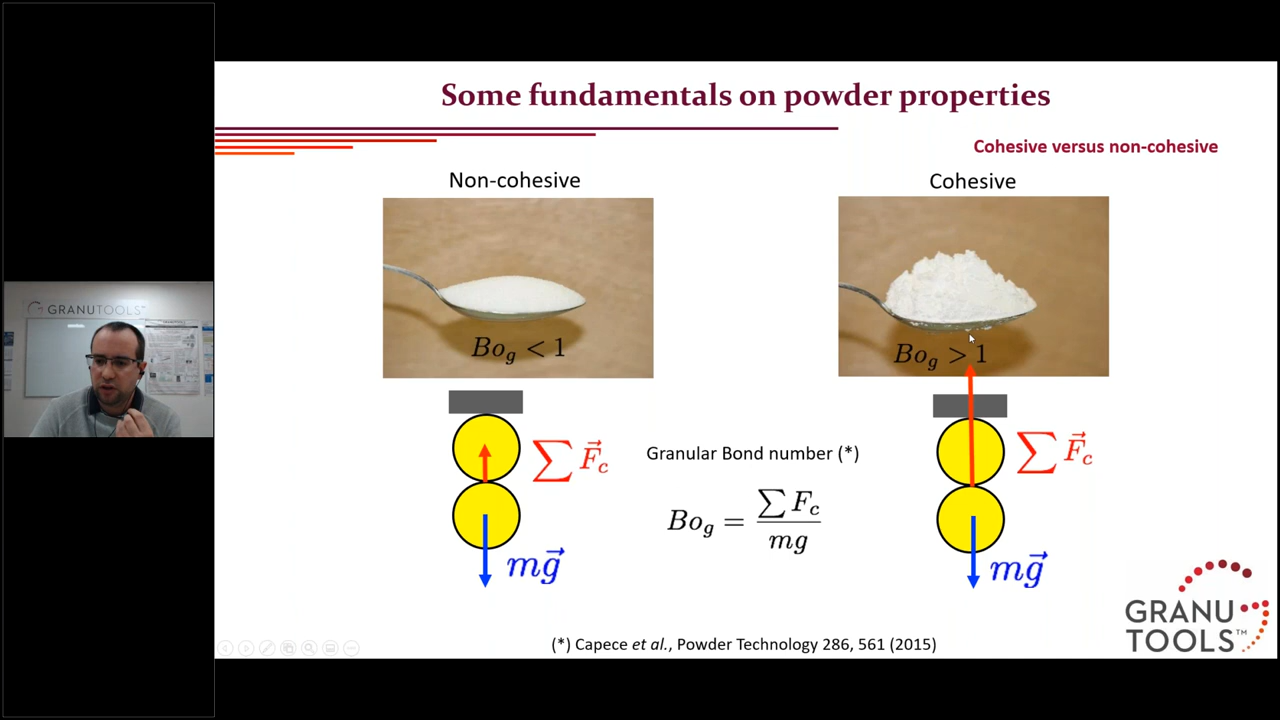 Some fundamentals on powder properties
Cohesive versus non-cohesive
Non-cohesive
Cohesive
Bo_g < 1
Bo_g > 1
∑ F⃗_c
∑ F⃗_c
Granular Bond number (*)
Bo_g = ∑ F_c / mg
mg⃗
mg⃗
GRANUTOOLS™
GRANU
TOOLS™
(*) Capece et al., Powder Technology 286, 561 (2015)